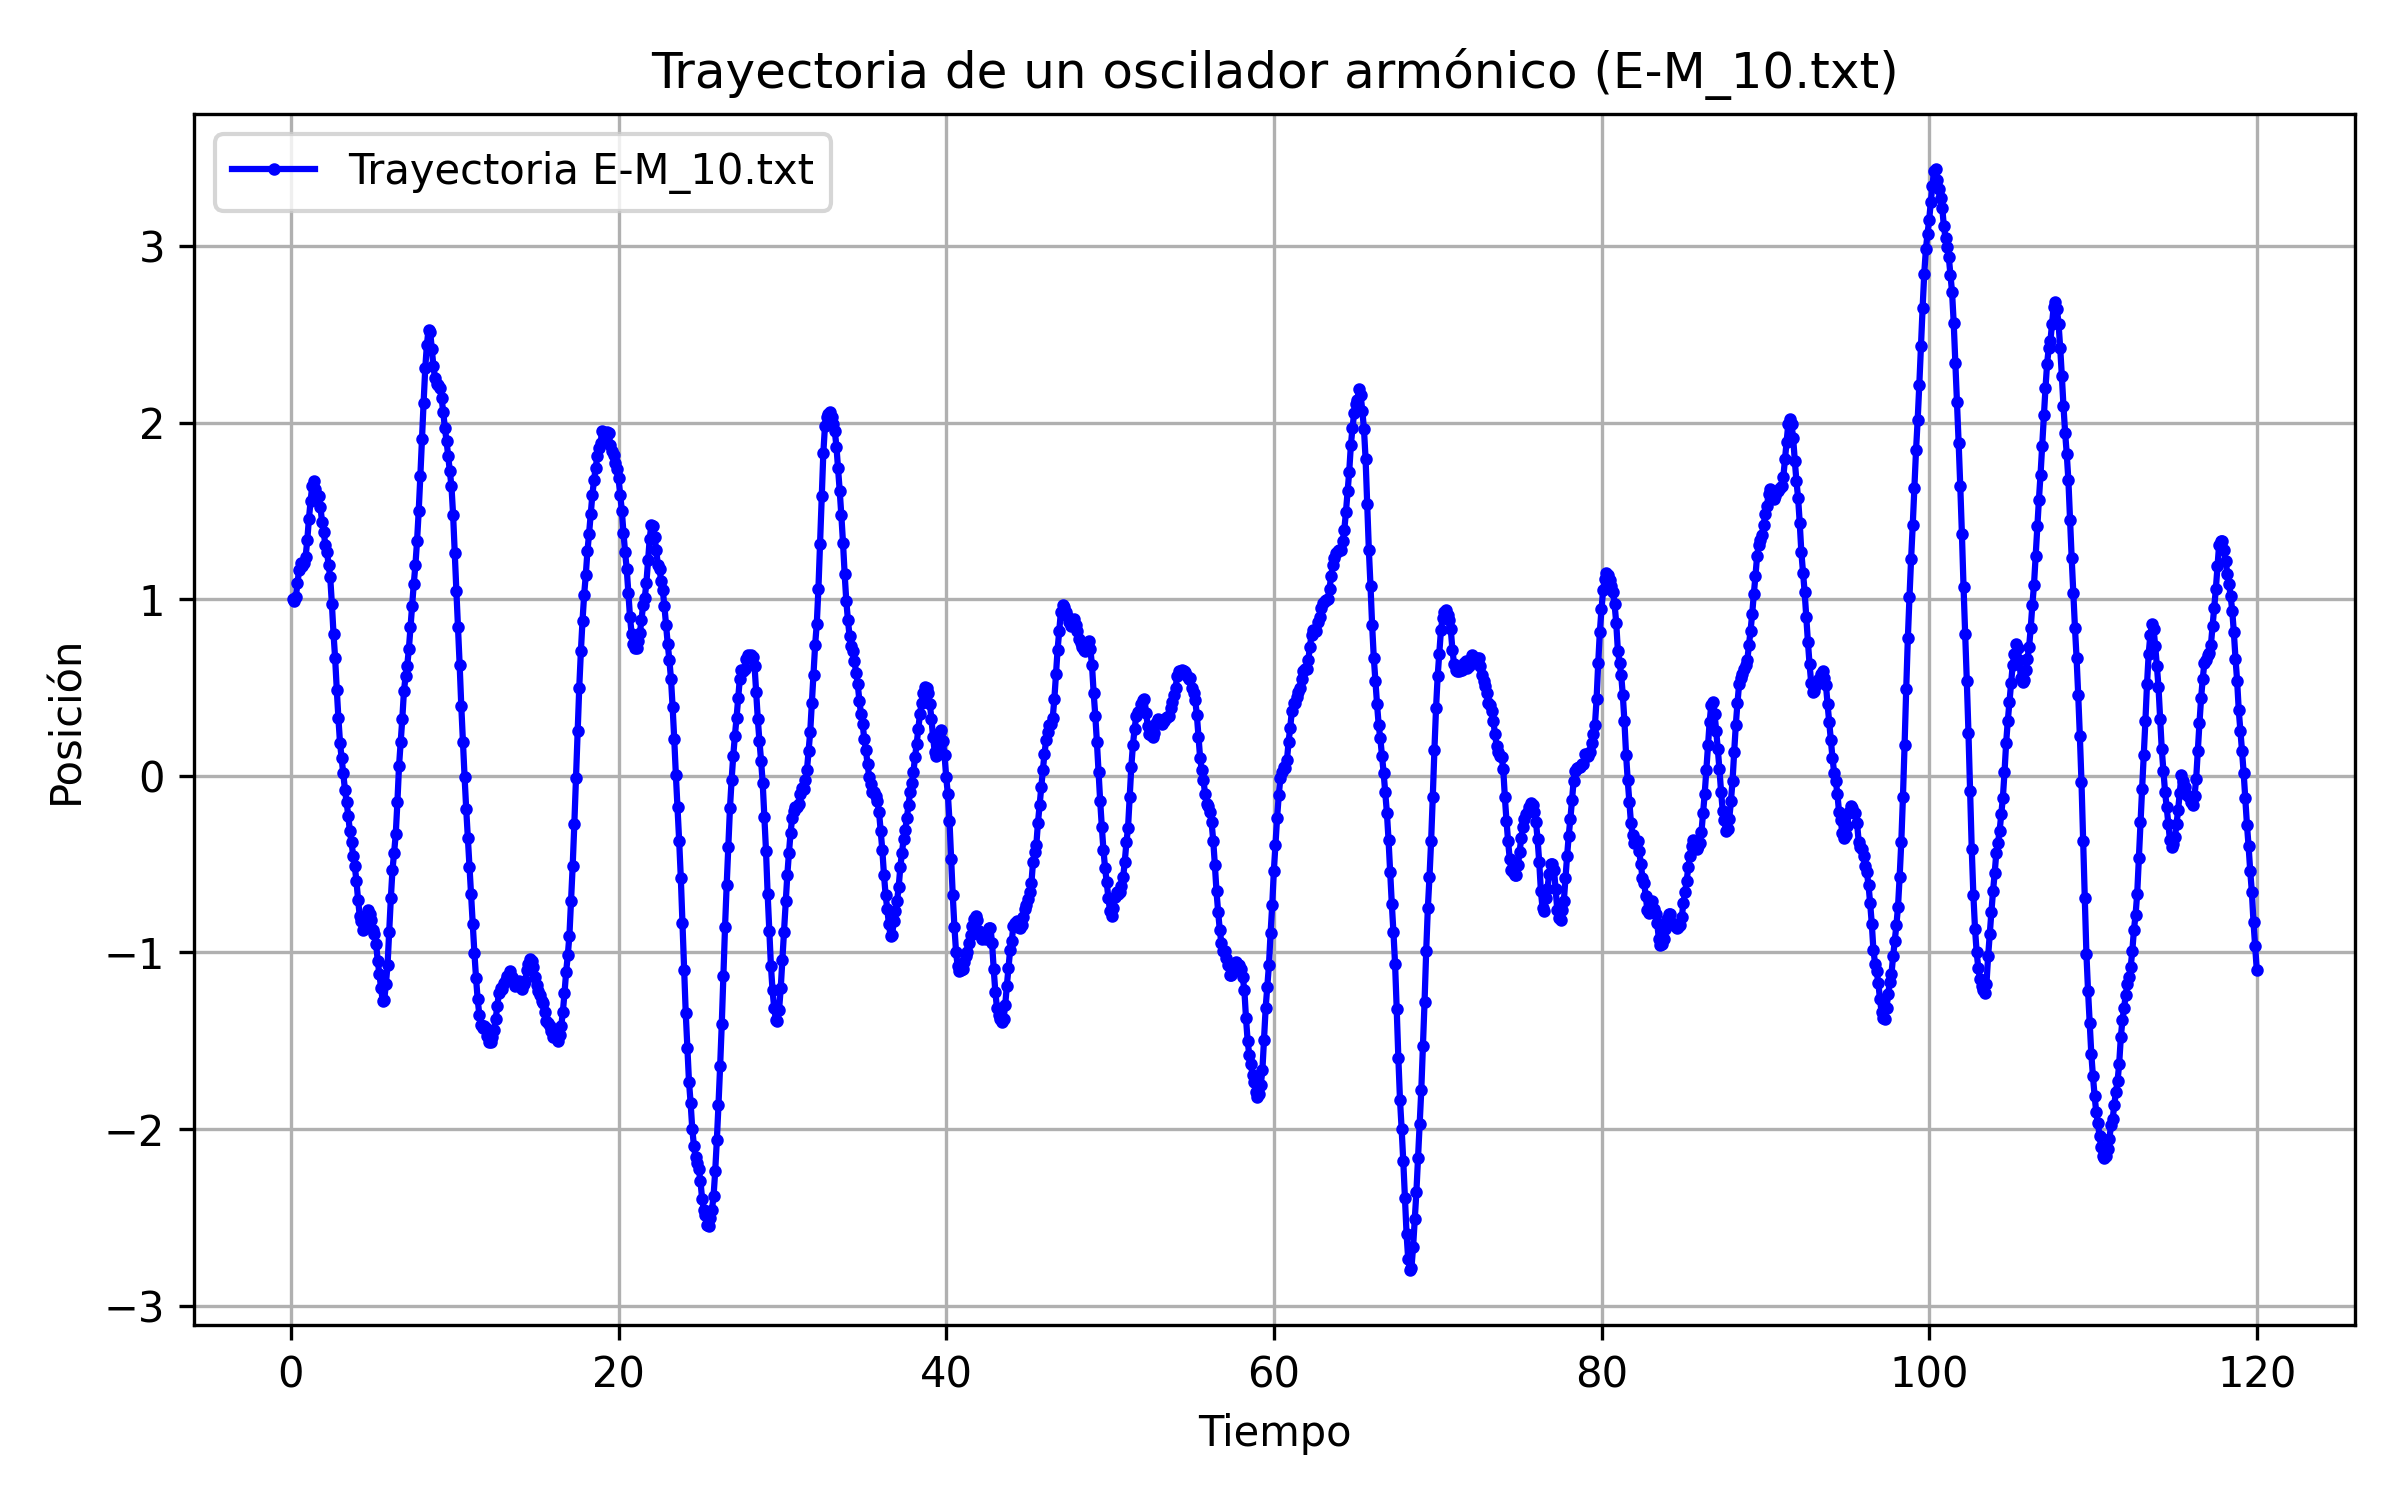 Trayectoria de un oscilador armónico (E-M_10.txt)
Trayectoria E-M_10.txt
3
2
1
0
−1
−2
−3
Posición
0 20 40 60 80 100 120
Tiempo